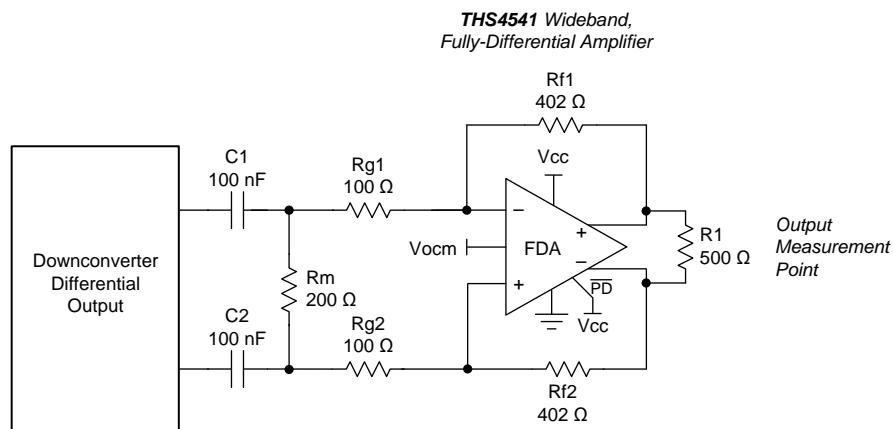 THS4541 Wideband,
Fully-Differential Amplifier
Rf1
402 Ω
C1
100 nF
Rg1
100 Ω
Vcc
Vocm
FDA
R1
500 Ω
Output
Measurement
Point
Downconverter
Differential
Output
Rm
200 Ω
PD
Vcc
C2
100 nF
Rg2
100 Ω
Rf2
402 Ω